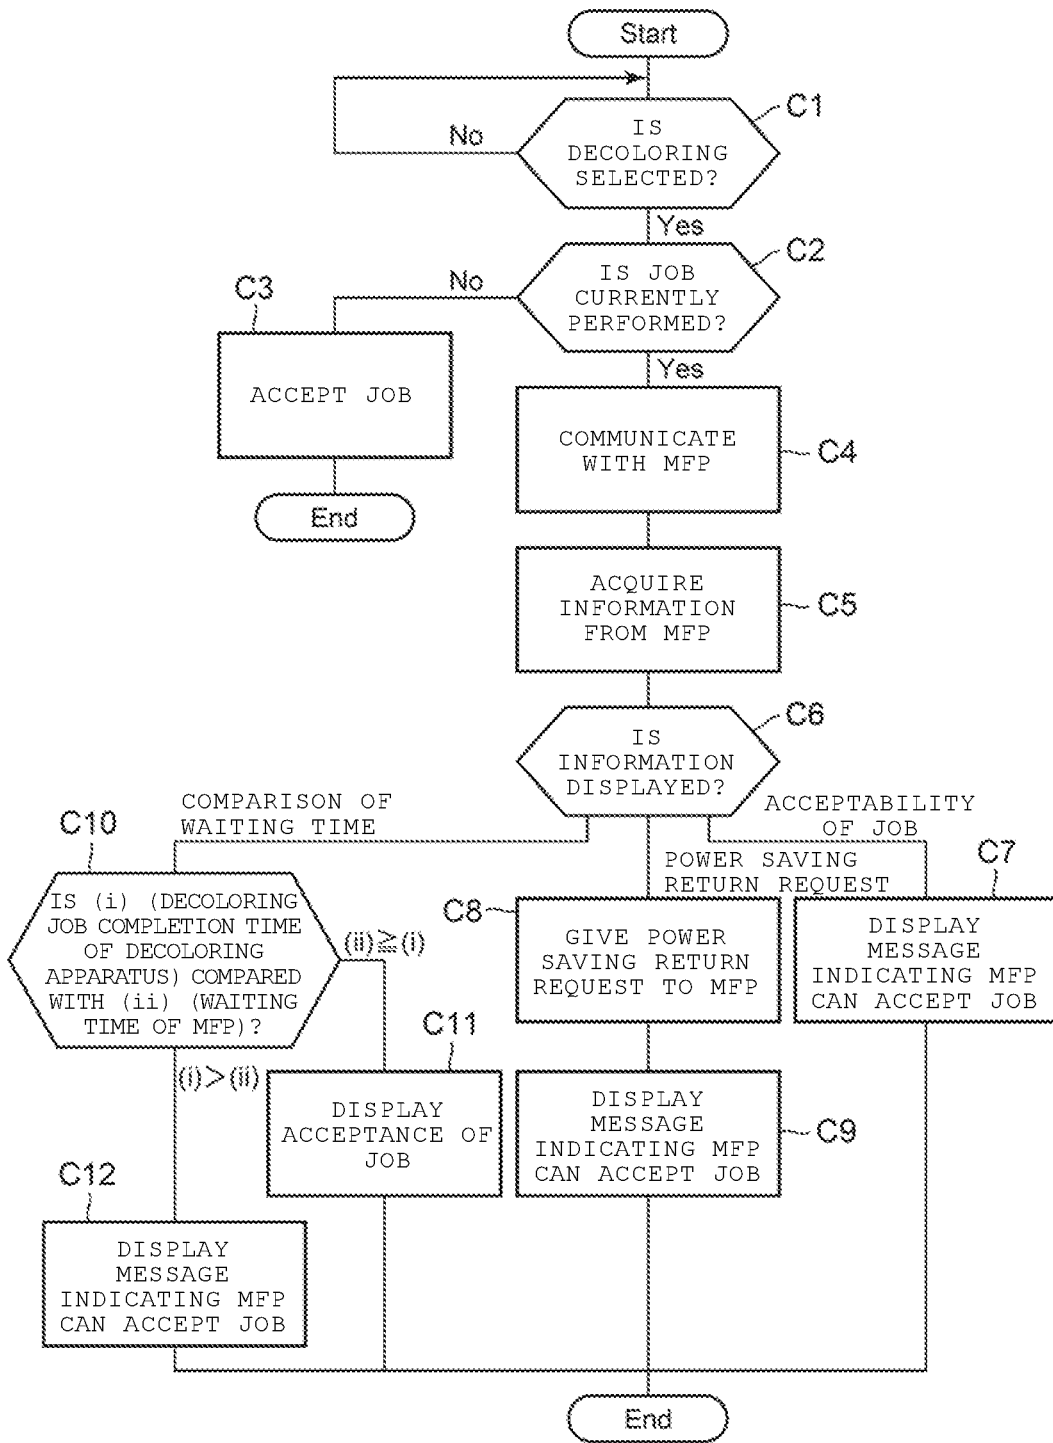 Start
C1
IS
DECOLORING
SELECTED?
No
Yes
C2
IS JOB
CURRENTLY
PERFORMED?
No
C3
ACCEPT JOB
End
Yes
COMMUNICATE
WITH MFP
C4
ACQUIRE
INFORMATION
FROM MFP
C5
C6
IS
INFORMATION
DISPLAYED?
COMPARISON OF
WAITING TIME
ACCEPTABILITY
OF JOB
POWER SAVING
RETURN REQUEST
C10
IS (i) (DECOLORING
JOB COMPLETION TIME
OF DECOLORING
APPARATUS) COMPARED
WITH (ii) (WAITING
TIME OF MFP)?
(ii)≧(i)
(i)>(ii)
C8
GIVE POWER
SAVING RETURN
REQUEST TO MFP
C7
DISPLAY
MESSAGE
INDICATING MFP
CAN ACCEPT JOB
C11
DISPLAY
ACCEPTANCE OF
JOB
DISPLAY
MESSAGE
INDICATING MFP
CAN ACCEPT JOB
C9
C12
DISPLAY
MESSAGE
INDICATING MFP
CAN ACCEPT JOB
End